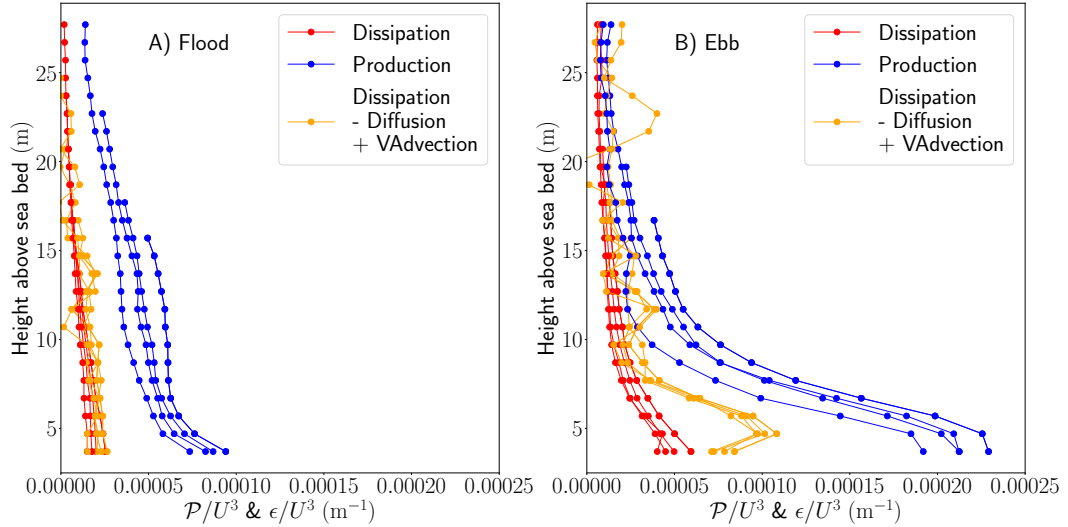 A) Flood
Dissipation
Production
Dissipation
- Diffusion
+ VAdvection
Height above sea bed (m)
25
20
15
10
5
0.00000
0.00005
0.00010
0.00015
0.00020
0.00025
𝒫/U³ & ϵ/U³ (m⁻¹)
B) Ebb
Dissipation
Production
Dissipation
- Diffusion
+ VAdvection
Height above sea bed (m)
25
20
15
10
5
0.00000
0.00005
0.00010
0.00015
0.00020
0.00025
𝒫/U³ & ϵ/U³ (m⁻¹)